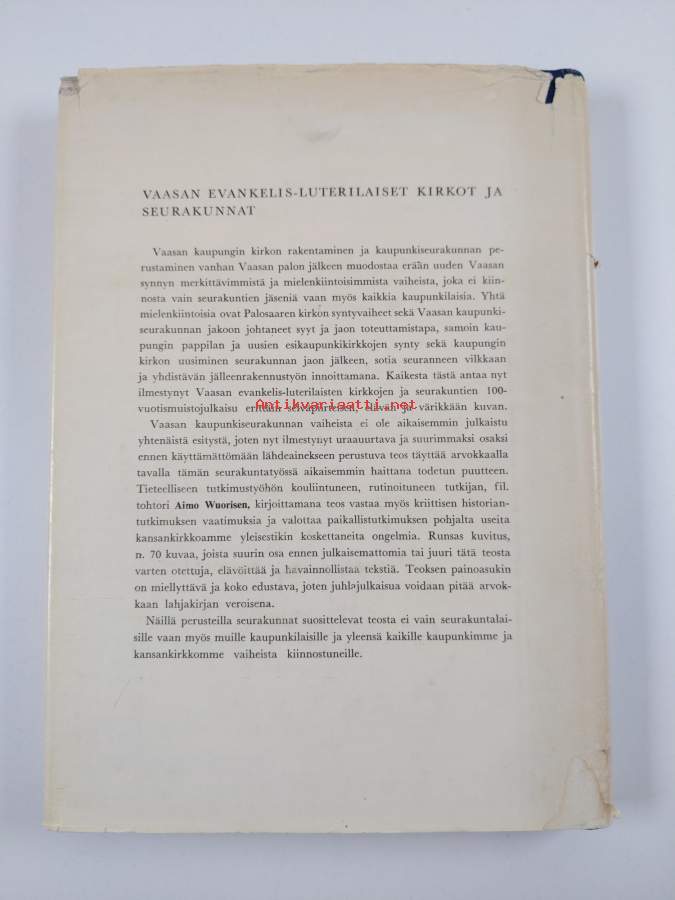 VAASAN EVANKELIS-LUTERILAISET KIRKOT JA
SEURAKUNNAT
Vaasan kaupungin kirkon rakentaminen ja kaupunkiseurakunnan pe-
rustaminen vanhan Vaasan palon jälkeen muodostaa erään uuden Vaasan
synnyn merkittävimmistä ja mielenkiintoisimmista vaiheista, joka ei kiin-
nosta vain seurakuntien jäseniä vaan myös kaikkia kaupunkilaisia. Yhtä
mielenkiintoisia ovat Palosaaren kirkon syntyvaiheet sekä Vaasan kaupunki-
seurakunnan jakoon johtaneet syyt ja jaon toteuttamistapa, samoin kau-
pungin pappilan ja uusien esikaupunkikirkkojen synty sekä kaupungin
kirkon uusiminen seurakunnan jaon jälkeen, sotia seuranneen vilkkaan
ja yhdistävän jälleenrakennustyön innoittamana. Kaikesta tästä antaa nyt
ilmestynyt Vaasan evankelis-luterilaisten kirkkojen ja seurakuntien 100-
vuotismuistojulkaisu erittäin selväpiirteisen, elävän ja värikkään kuvan.
Antikvariaatti.net
Vaasan kaupunkiseurakunnan vaiheista ei ole aikaisemmin julkaistu
yhtenäistä esitystä, joten nyt ilmestynyt uraauurtava ja suurimmaksi osaksi
ennen käyttämättömään lähdeainekseen perustuva teos täyttää arvokkaalla
tavalla tämän seurakuntatyössä aikaisemmin haittana todetun puutteen.
Tieteelliseen tutkimustyöhön kouliintuneen, rutinoituneen tutkijan, fil.
tohtori Aimo Wuorisen, kirjoittamana teos vastaa myös kriittisen historian-
tutkimuksen vaatimuksia ja valottaa paikallistutkimuksen pohjalta useita
kansankirkkoamme yleisestikin koskettaneita ongelmia. Runsas kuvitus,
n. 70 kuvaa, joista suurin osa ennen julkaisemattomia tai juuri tätä teosta
varten otettuja, elävöittää ja havainnollistaa tekstiä. Teoksen painoasukin
on miellyttävä ja koko edustava, joten juhlajulkaisua voidaan pitää arvok-
kaan lahjakirjan veroisena.
Näillä perusteilla seurakunnat suosittelevat teosta ei vain seurakuntalai-
sille vaan myös muille kaupunkilaisille ja yleensä kaikille kaupunkimme ja
kansankirkkomme vaiheista kiinnostuneille.